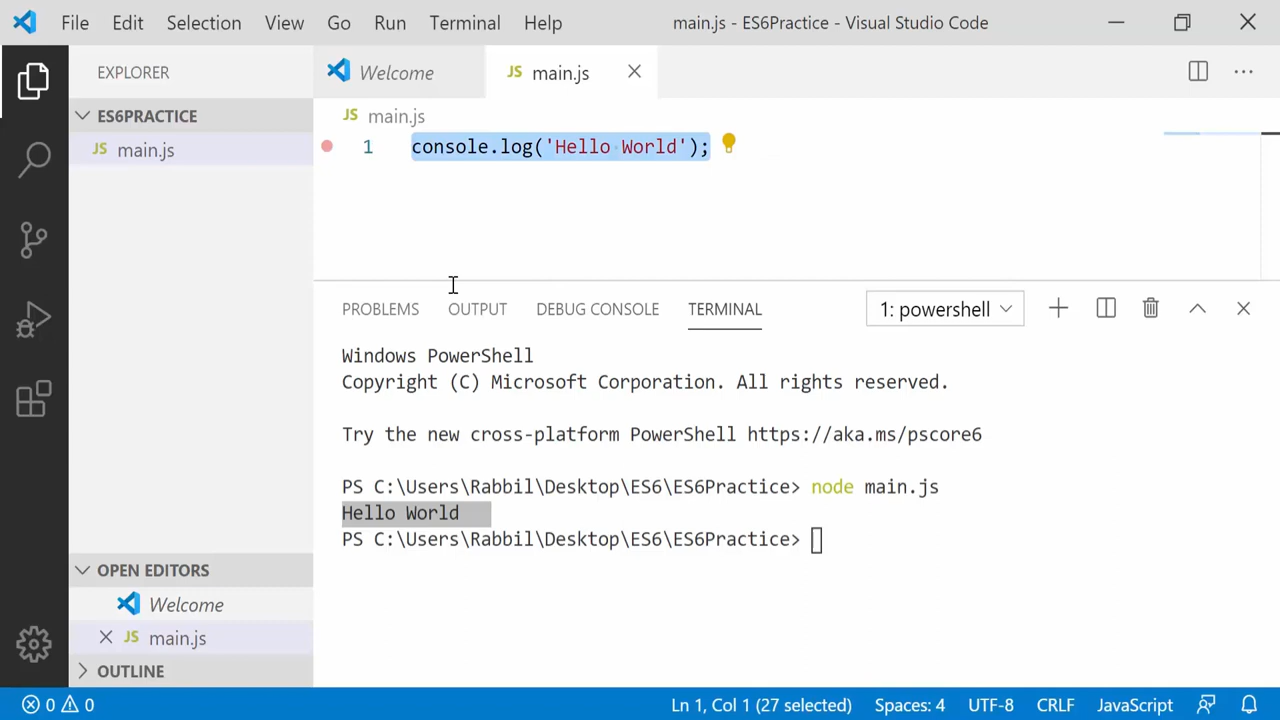 File Edit Selection View Go Run Terminal Help main.js - ES6Practice - Visual Studio Code
EXPLORER
ES6PRACTICE
JS main.js
OPEN EDITORS
Welcome
JS main.js
OUTLINE
Welcome JS main.js
JS main.js
1 console.log('Hello World');
PROBLEMS OUTPUT DEBUG CONSOLE TERMINAL 1: powershell
Windows PowerShell
Copyright (C) Microsoft Corporation. All rights reserved.
Try the new cross-platform PowerShell https://aka.ms/pscore6
PS C:\Users\Rabbil\Desktop\ES6\ES6Practice> node main.js
Hello World
PS C:\Users\Rabbil\Desktop\ES6\ES6Practice>
0 0 Ln 1, Col 1 (27 selected) Spaces: 4 UTF-8 CRLF JavaScript